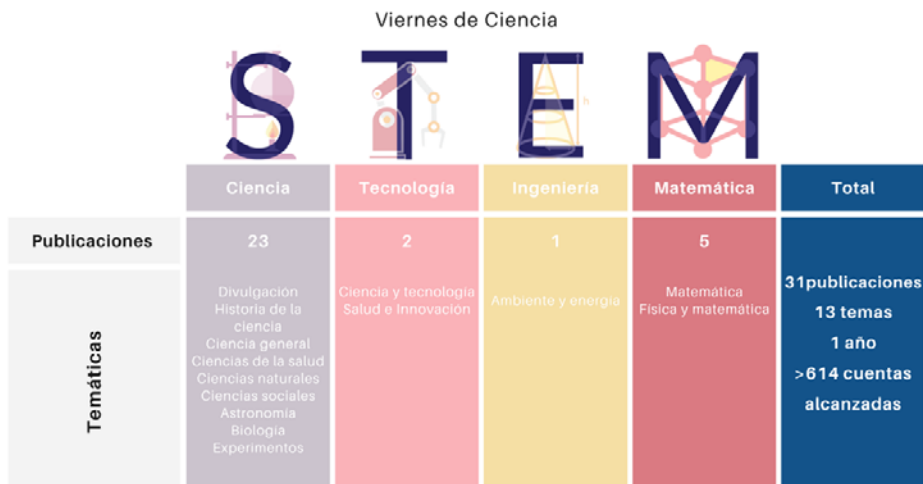 Viernes de Ciencia
S T E M
h
Ciencia Tecnología Ingeniería Matemática Total
Publicaciones 23 2 1 5
Temáticas
Divulgación
Historia de la
ciencia
Ciencia general
Ciencias de la salud
Ciencias naturales
Ciencias sociales
Astronomía
Biología
Experimentos
Ciencia y tecnología
Salud e Innovación
Ambiente y energía
Matemática
Física y matemática
31publicaciones
13 temas
1 año
>614 cuentas
alcanzadas